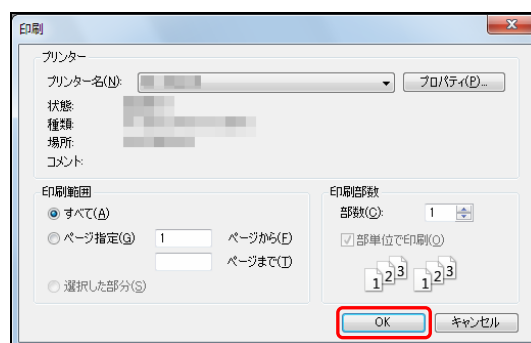 印刷
プリンター
プリンター名(N):
プロパティ(P)...
状態:
種類:
場所:
コメント:
印刷範囲
すべて(A)
ページ指定(G) 1 ページから(F)
ページまで(T)
選択した部分(S)
印刷部数
部数(C): 1
部単位で印刷(O)
1 2 3 1 2 3
OK キャンセル